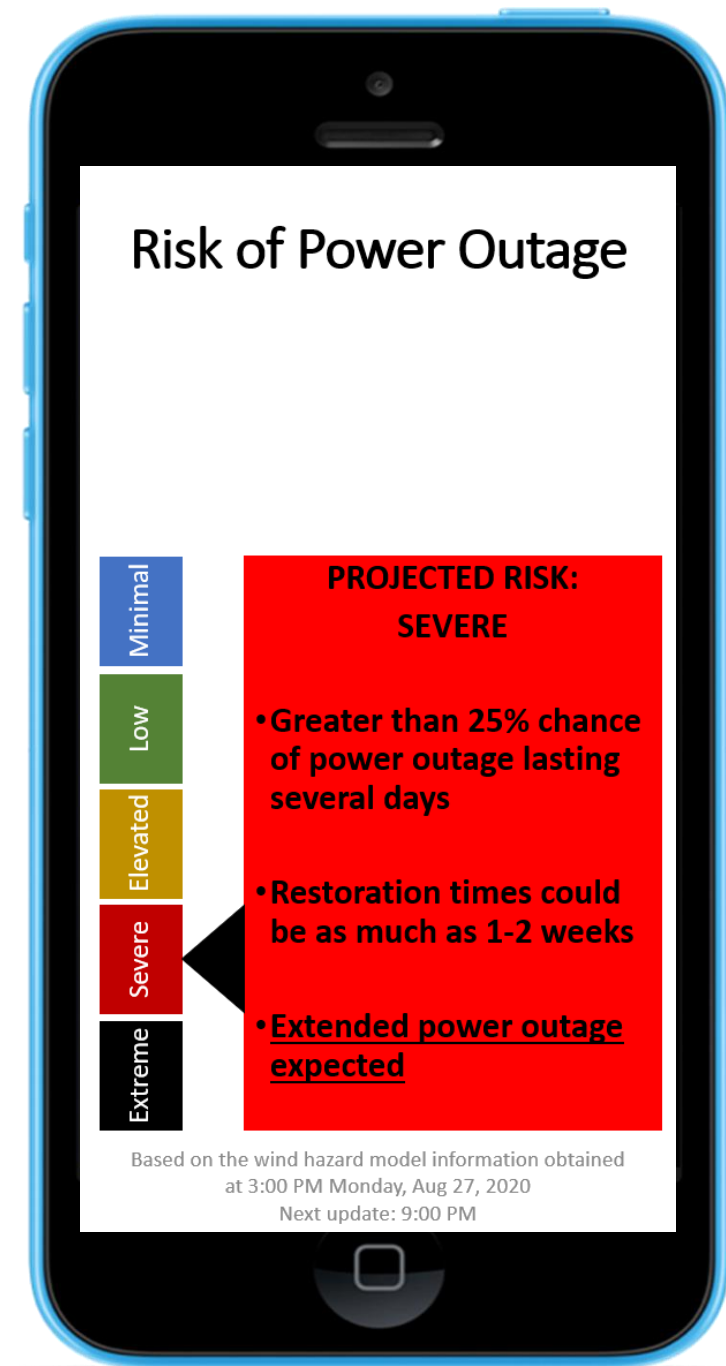 Risk of Power Outage
Minimal
Low
Elevated
Severe
Extreme
PROJECTED RISK:
SEVERE
•Greater than 25% chance
of power outage lasting
several days
•Restoration times could
be as much as 1-2 weeks
•Extended power outage
expected
Based on the wind hazard model information obtained
at 3:00 PM Monday, Aug 27, 2020
Next update: 9:00 PM